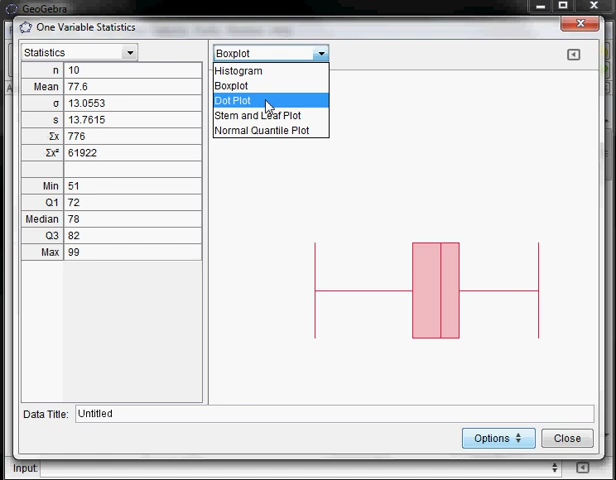 GeoGebra
One Variable Statistics
Statistics
Boxplot
Histogram
Boxplot
Dot Plot
Stem and Leaf Plot
Normal Quantile Plot
n 10
Mean 77.6
σ 13.0553
s 13.7615
Σx 776
Σx² 61922
Min 51
Q1 72
Median 78
Q3 82
Max 99
Data Title: Untitled
Options
Close
Input: